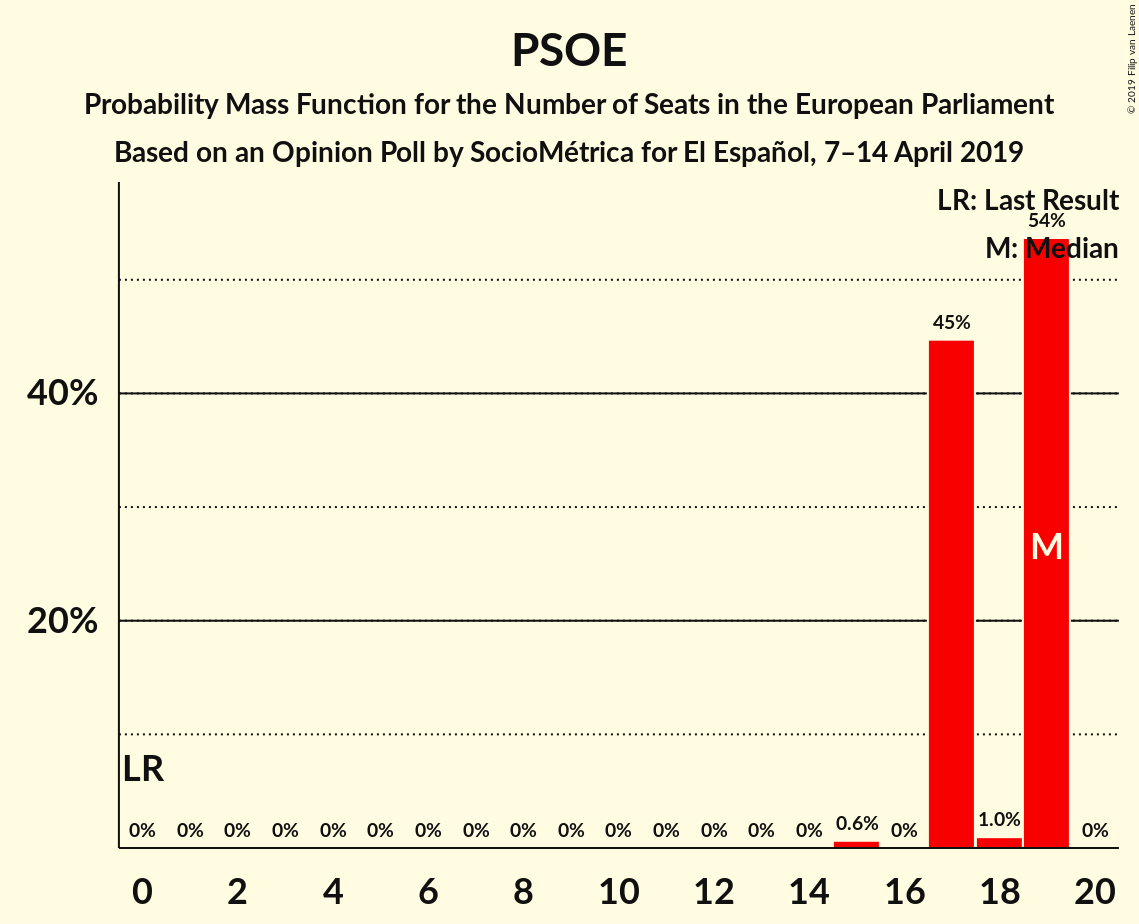 PSOE
Probability Mass Function for the Number of Seats in the European Parliament
Based on an Opinion Poll by SocioMétrica for El Español, 7–14 April 2019
© 2019 Filip van Laenen
LR: Last Result
M: Median
54%
45%
40%
M
20%
LR
0% 0% 0% 0% 0% 0% 0% 0% 0% 0% 0% 0% 0% 0% 0% 0.6% 0% 1.0% 0%
0 2 4 6 8 10 12 14 16 18 20